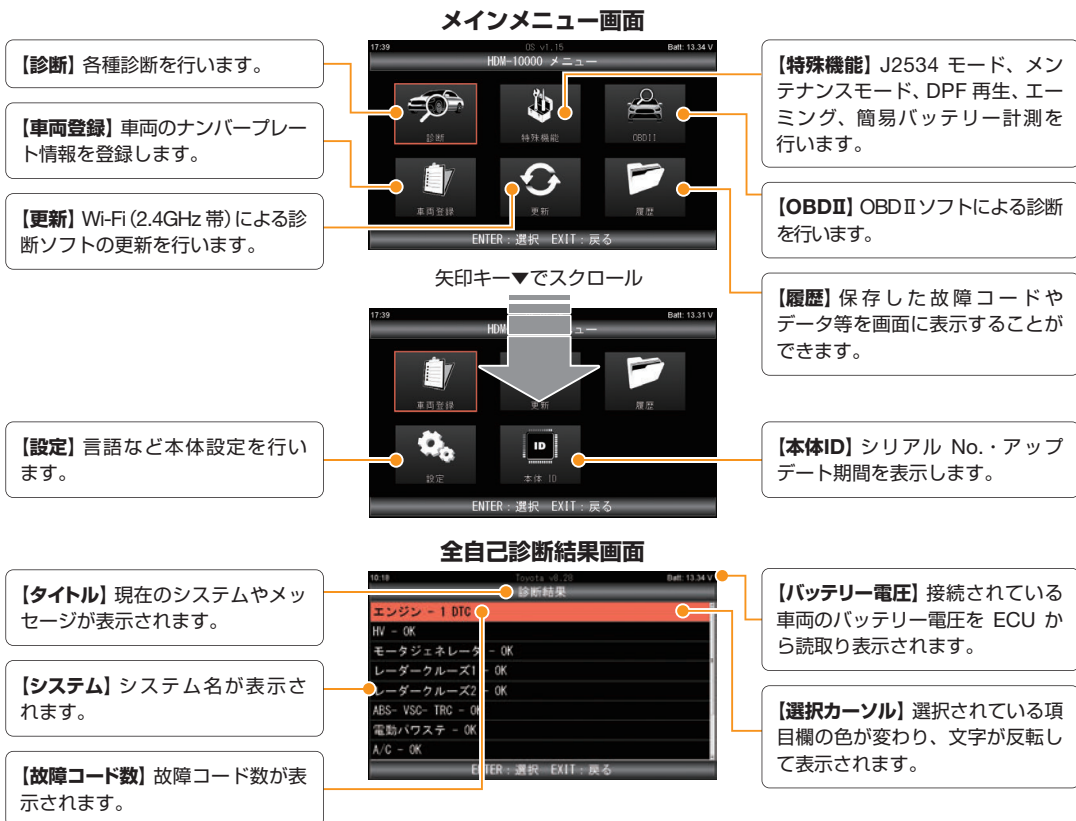 メインメニュー画面
【診断】各種診断を行います。
【車両登録】車両のナンバープレー
ト情報を登録します。
【更新】Wi-Fi（2.4GHz 帯）による診
断ソフトの更新を行います。
17:39 OS v1.15 Batt: 13.34 V
HDM-10000 メニュー
診断 特殊機能 OBDII
車両登録 更新 履歴
ENTER：選択 EXIT：戻る
【特殊機能】J2534 モード、メン
テナンスモード、DPF 再生、エー
ミング、簡易バッテリー計測を
行います。
【OBDⅡ】OBDⅡソフトによる診断
を行います。
【履歴】保存した故障コードや
データ等を画面に表示することが
できます。
矢印キー▼でスクロール
17:39 Batt: 13.31 V
HDM ュー
車両登録 更新 履歴
設定 本体 ID
ID
ENTER：選択 EXIT：戻る
【設定】言語など本体設定を行い
ます。
【本体ID】シリアル No.・アップ
デート期間を表示します。
全自己診断結果画面
【タイトル】現在のシステムやメッ
セージが表示されます。
【システム】システム名が表示さ
れます。
【故障コード数】故障コード数が表
示されます。
10:18 Toyota v8.28 Batt: 13.34 V
診断結果
エンジン - 1 DTC
HV - OK
モータジェネレータ - OK
レーダークルーズ1 - OK
レーダークルーズ2 - OK
ABS- VSC- TRC - OK
電動パワステ - OK
A/C - OK
ENTER：選択 EXIT：戻る
【バッテリー電圧】接続されている
車両のバッテリー電圧を ECU か
ら読取り表示されます。
【選択カーソル】選択されている項
目欄の色が変わり、文字が反転し
て表示されます。